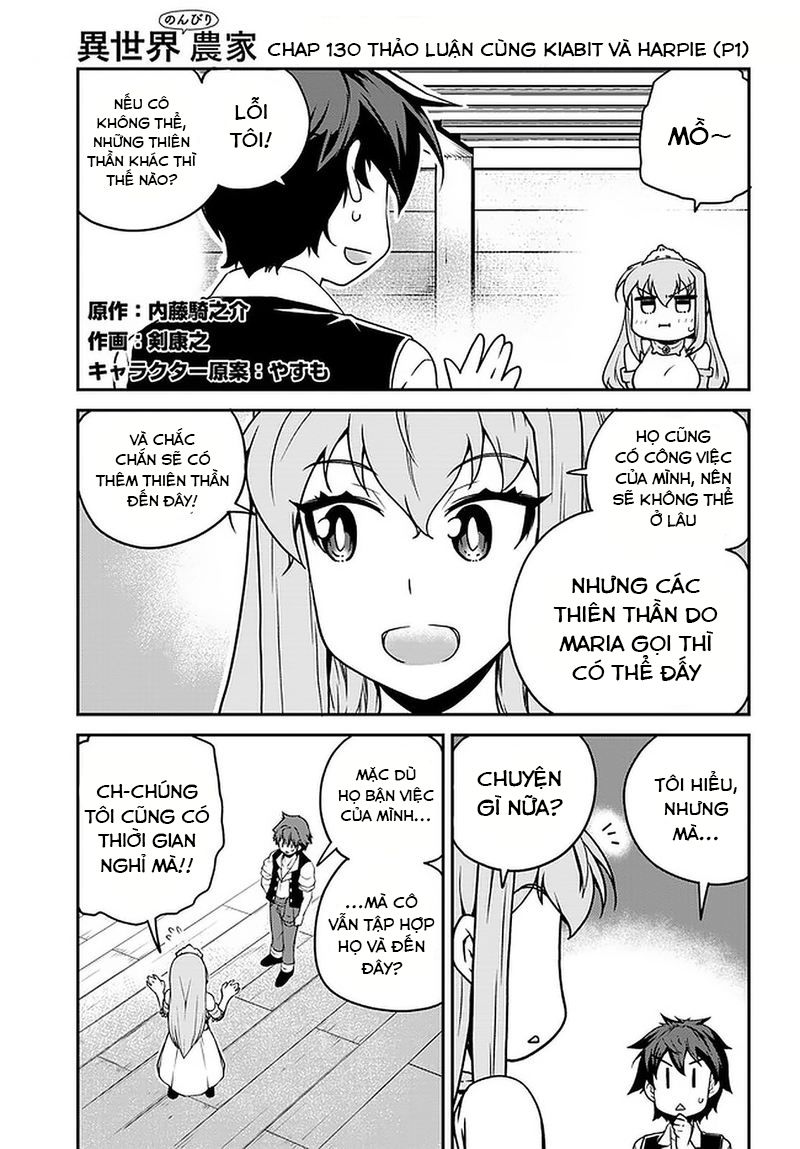 のんびり
異世界 農家 CHAP 130 THẢO LUẬN CÙNG KIABIT VÀ HARPIE (P1)
MỒ~
LỖI
TÔI!
NẾU CÔ
KHÔNG THỂ,
NHỮNG THIÊN
THẦN KHÁC THÌ
THẾ NÀO?
原作：内藤騎之介
作画：剣康之
キャラクター原案：やすも
HỌ CŨNG
CÓ CÔNG VIỆC
CỦA MÌNH, NÊN
SẼ KHÔNG THỂ
Ở LÂU
NHƯNG CÁC
THIÊN THẦN DO
MARIA GỌI THÌ
CÓ THỂ ĐẤY
VÀ CHẮC
CHẮN SẼ CÓ
THÊM THIÊN THẦN
ĐẾN ĐÂY!
TÔI HIỂU,
NHƯNG
MÀ...
CHUYỆN
GÌ NỮA?
MẶC DÙ
HỌ BẬN VIỆC
CỦA MÌNH...
...MÀ CÔ
VẪN TẬP HỢP
HỌ VÀ ĐẾN
ĐÂY?
CH-CHÚNG
TÔI CŨNG CÓ
THIỜI GIAN
NGHỈ MÀ!!